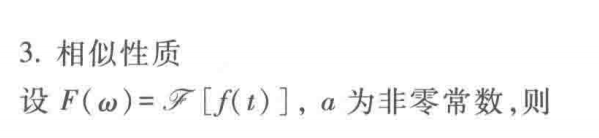 3. 相似性质
设 F(ω)=ℱ[f(t)], a 为非零常数,则